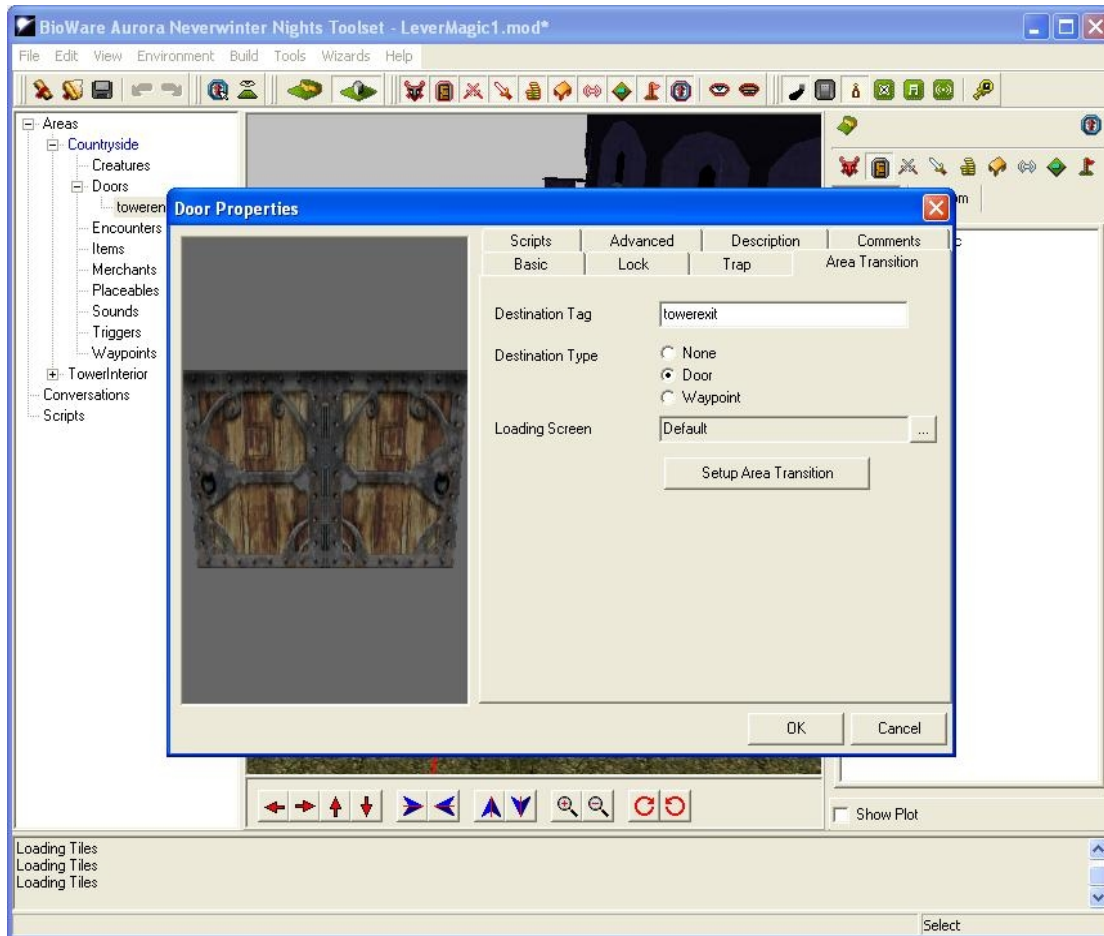 BioWare Aurora Neverwinter Nights Toolset - LeverMagic1.mod*
File Edit View Environment Build Tools Wizards Help
Areas
Countryside
Creatures
Doors
toweren
Encounters
Items
Merchants
Placeables
Sounds
Triggers
Waypoints
TowerInterior
Conversations
Scripts
Door Properties
Scripts Advanced Description Comments
Basic Lock Trap Area Transition
Destination Tag towerexit
Destination Type None
Door
Waypoint
Loading Screen Default ...
Setup Area Transition
OK Cancel
Show Plot
Loading Tiles
Loading Tiles
Loading Tiles
Select